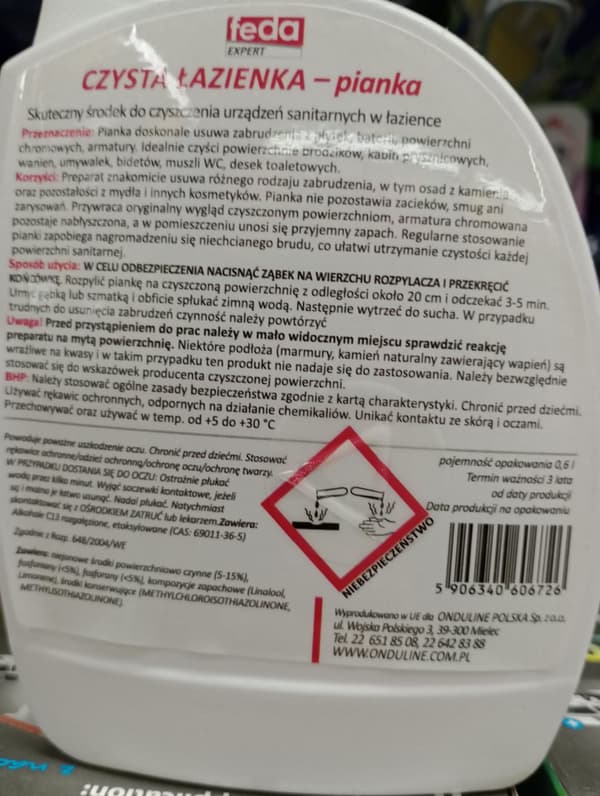 feda
EXPERT
CZYSTA ŁAZIENKA – pianka
Skuteczny środek do czyszczenia urządzeń sanitarnych w łazience
Przeznaczenie: Pianka doskonale usuwa zabrudzenia z płytek, baterii, powierzchni
chromowych, armatury. Idealnie czyści powierzchnie brodzików, kabin prysznicowych,
wanien, umywalek, bidetów, muszli WC, desek toaletowych.
Korzyści: Preparat znakomicie usuwa różnego rodzaju zabrudzenia, w tym osad z kamienia
oraz pozostałości z mydła i innych kosmetyków. Pianka nie pozostawia zacieków, smug ani
zarysowań. Przywraca oryginalny wygląd czyszczonym powierzchniom, armatura chromowana
pozostaje nabłyszczona, a w pomieszczeniu unosi się przyjemny zapach. Regularne stosowanie
pianki zapobiega nagromadzeniu się niechcianego brudu, co ułatwi utrzymanie czystości każdej
powierzchni sanitarnej.
Sposób użycia: W CELU ODBEZPIECZENIA NACISNĄĆ ZĄBEK NA WIERZCHU ROZPYLACZA I PRZEKRĘCIĆ
KOŃCÓWKĘ. Rozpylić piankę na czyszczoną powierzchnię z odległości około 20 cm i odczekać 3-5 min.
Umyć gąbką lub szmatką i obficie spłukać zimną wodą. Następnie wytrzeć do sucha. W przypadku
trudnych do usunięcia zabrudzeń czynność należy powtórzyć
Uwaga! Przed przystąpieniem do prac należy w mało widocznym miejscu sprawdzić reakcję
preparatu na mytą powierzchnię. Niektóre podłoża (marmury, kamień naturalny zawierający wapień) są
wrażliwe na kwasy i w takim przypadku ten produkt nie nadaje się do zastosowania. Należy bezwzględnie
stosować się do wskazówek producenta czyszczonej powierzchni.
BHP: Należy stosować ogólne zasady bezpieczeństwa zgodnie z kartą charakterystyki. Chronić przed dziećmi.
Używać rękawic ochronnych, odpornych na działanie chemikaliów. Unikać kontaktu ze skórą i oczami.
Przechowywać oraz używać w temp. od +5 do +30 °C
Powoduje poważne uszkodzenie oczu. Chronić przed dziećmi. Stosować
rękawice ochronne/odzież ochronną/ochronę oczu/ochronę twarzy.
W PRZYPADKU DOSTANIA SIĘ DO OCZU: Ostrożnie płukać
wodą przez kilka minut. Wyjąć soczewki kontaktowe, jeżeli
są i można je łatwo usunąć. Nadal płukać. Natychmiast
skontaktować się z OŚRODKIEM ZATRUĆ lub lekarzem. Zawiera:
Alkohole C13 rozgałęzione, etoksylowane (CAS: 69011-36-5)
Zgodnie z Rozp. 648/2004/WE
Zawiera: niejonowe środki powierzchniowo czynne (5-15%),
fosfoniany (<5%), fosforany (<5%), kompozycje zapachowe (Linalool,
Limonene), środki konserwujące (METHYLCHLOROISOTHIAZOLINONE,
METHYLISOTHIAZOLINONE).
NIEBEZPIECZEŃSTWO
pojemność opakowania 0,6 l
Termin ważności 3 lata
od daty produkcji
Data produkcji na opakowaniu
5 906340 606726
Wyprodukowano w UE dla ONDULINE POLSKA Sp. z o.o.
ul. Wojska Polskiego 3, 39-300 Mielec
Tel. 22 651 85 08, 22 642 83 88
WWW.ONDULINE.COM.PL